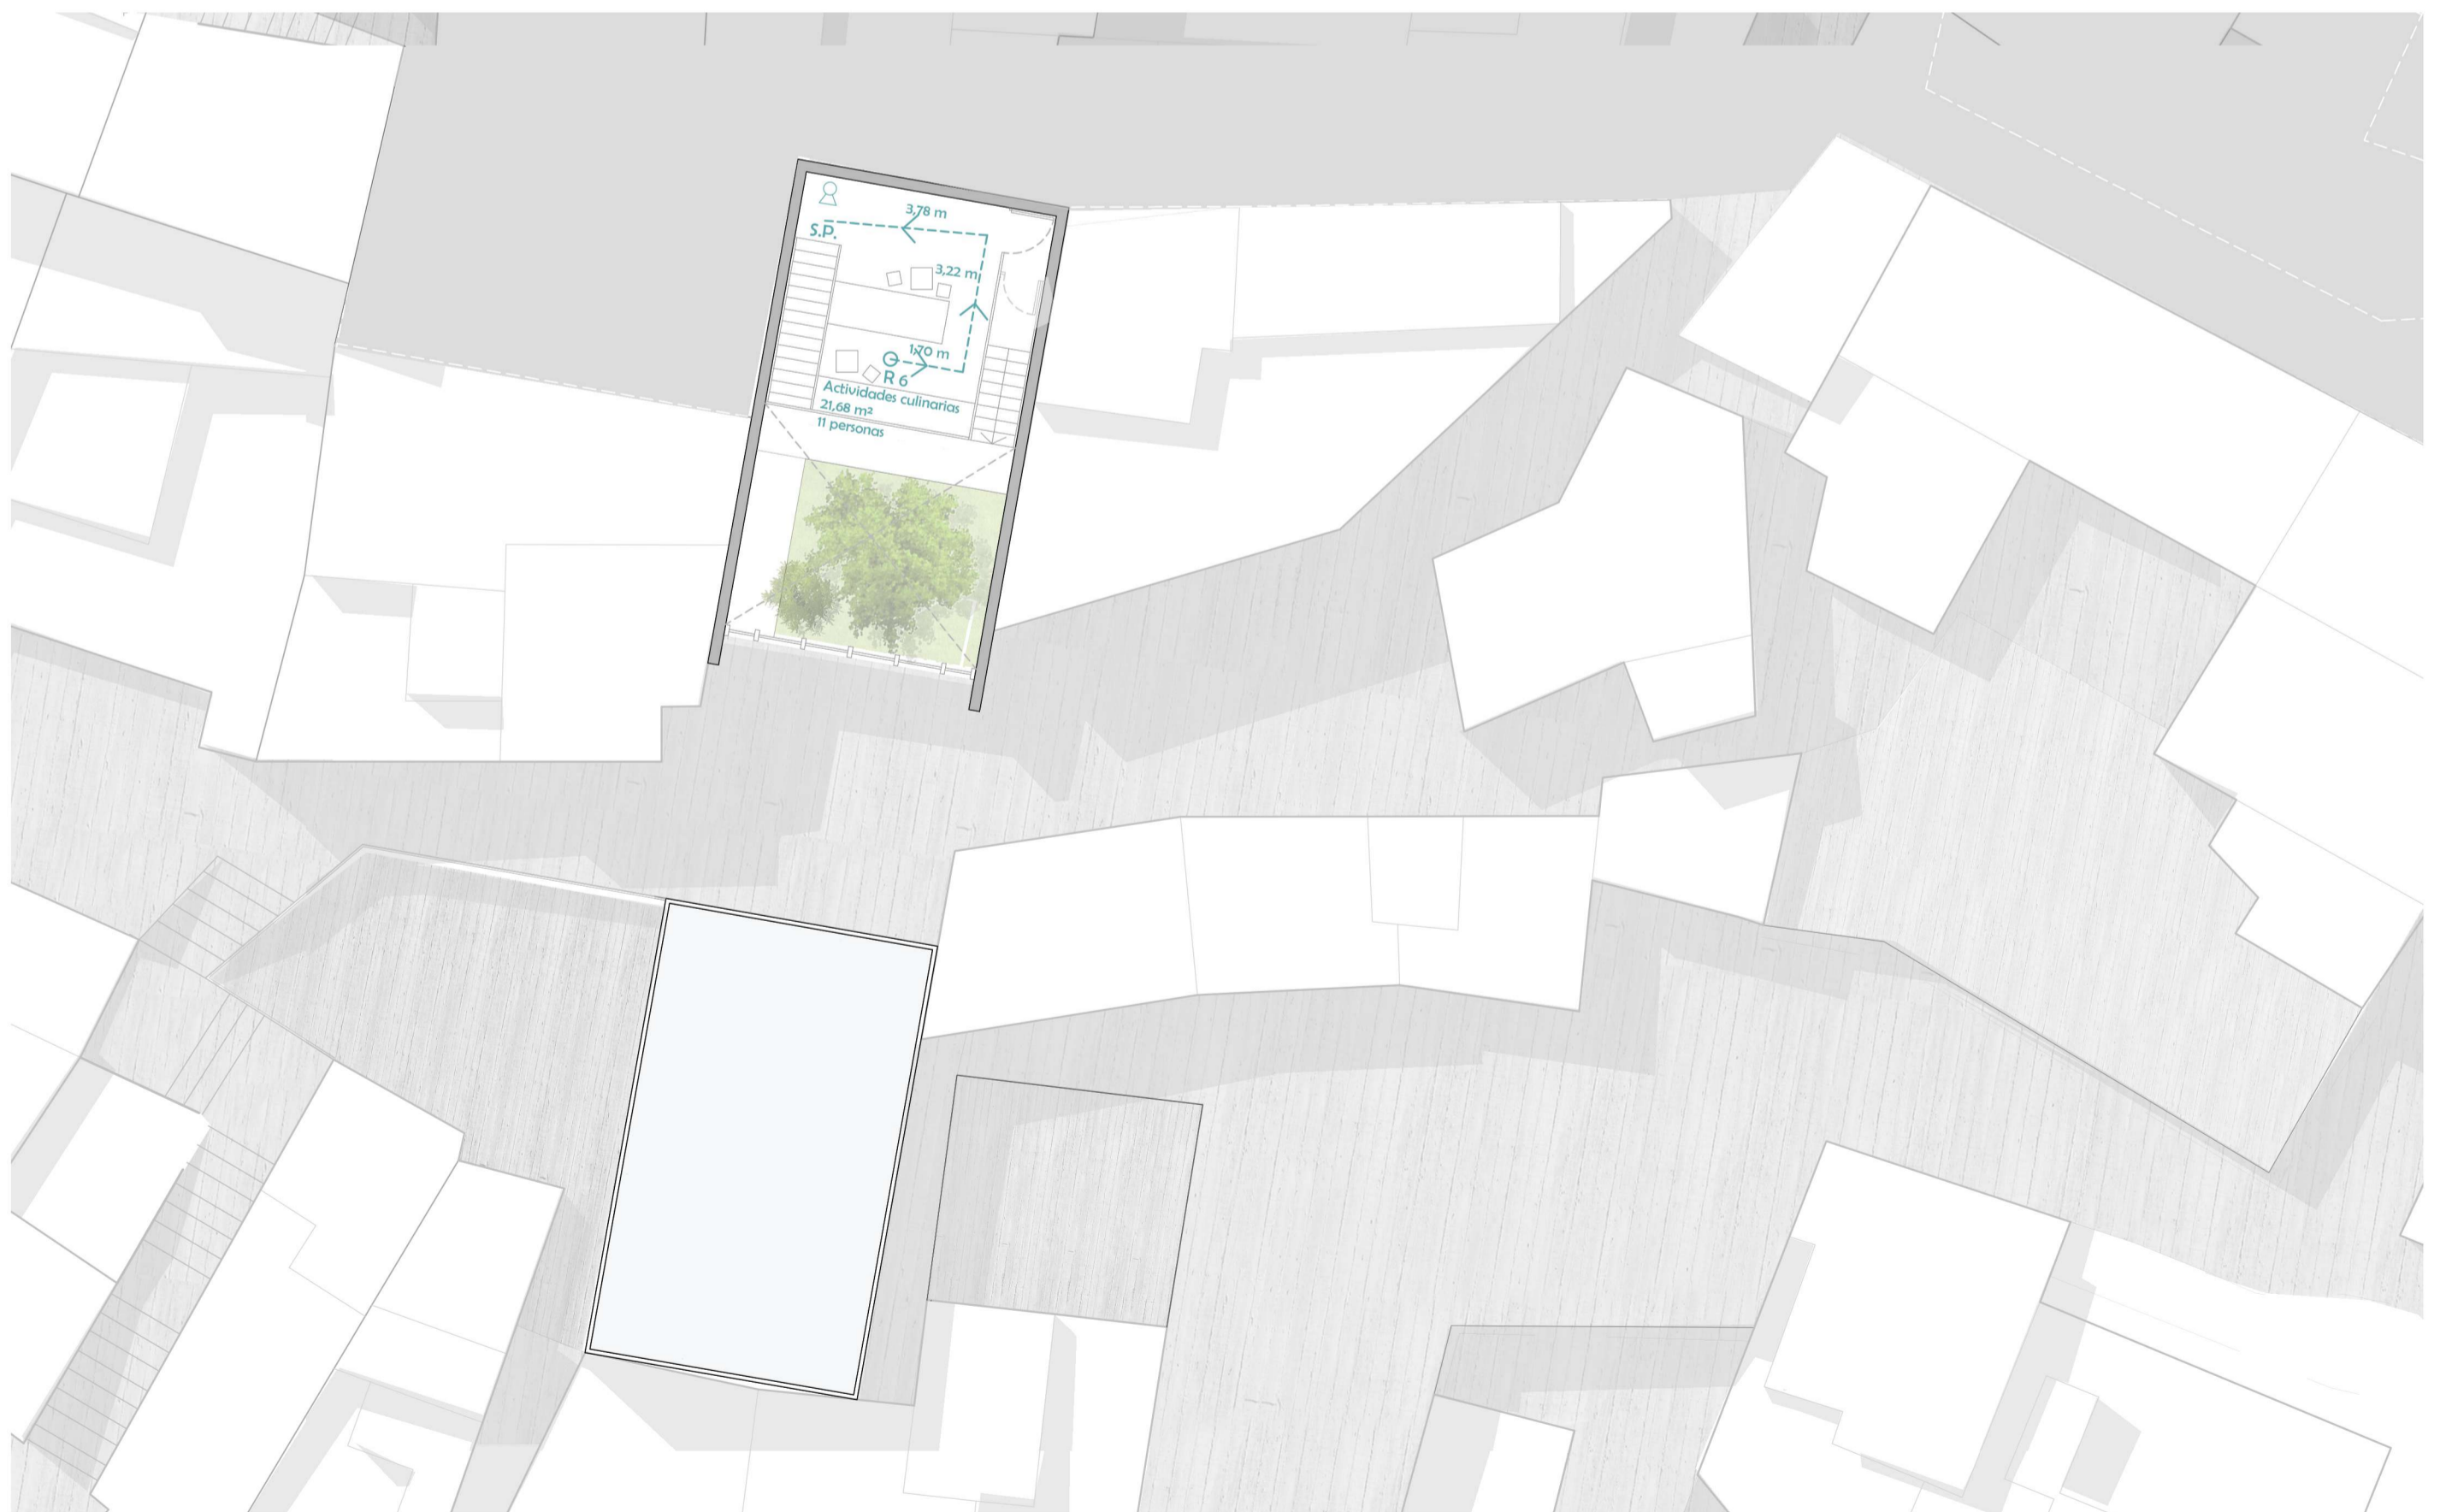 3,78 m
S.P.
3,22 m
1,70 m
R 6
Actividades culinarias
21,68 m²
11 personas